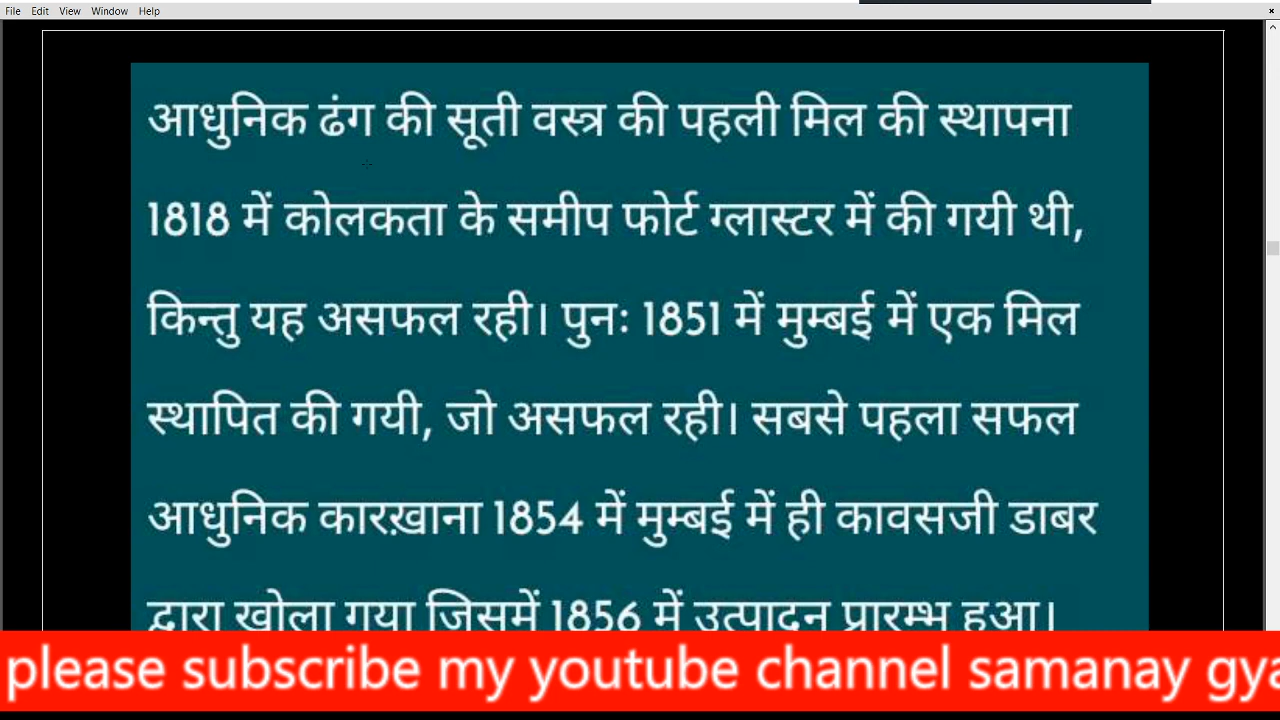 File Edit View Window Help
आधुनिक ढंग की सूती वस्त्र की पहली मिल की स्थापना
1818 में कोलकता के समीप फोर्ट ग्लास्टर में की गयी थी,
किन्तु यह असफल रही। पुनः 1851 में मुम्बई में एक मिल
स्थापित की गयी, जो असफल रही। सबसे पहला सफल
आधुनिक कारख़ाना 1854 में मुम्बई में ही कावसजी डाबर
द्वारा खोला गया जिसमें 1856 में उत्पादन प्रारम्भ हुआ।
please subscribe my youtube channel samanay gya